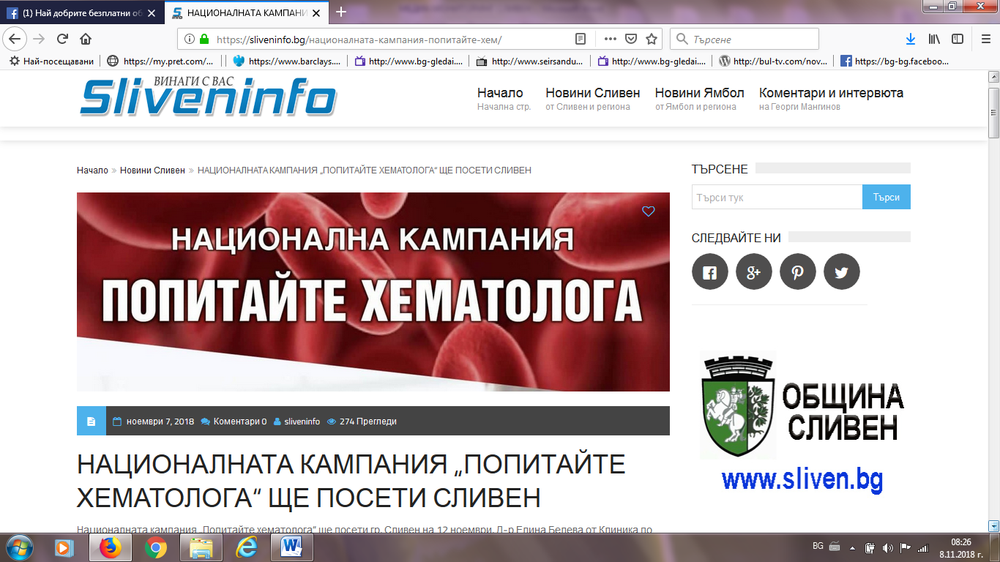 (1) Най добрите безплатни об
НАЦИОНАЛНАТА КАМПАНИ
https://sliveninfo.bg/националната-кампания-попитайте-хем/
Търсене
Най-посещавани
https://my.pret.com/...
https://www.barclays....
http://www.bg-gledai....
http://www.seirsandu...
http://www.bg-gledai....
http://bul-tv.com/nov...
https://bg-bg.faceboo...
ВИНАГИ С ВАС
Sliveninfo
Начало
Начална стр.
Новини Сливен
от Сливен и региона
Новини Ямбол
от Ямбол и региона
Коментари и интервюта
на Георги Мангинов
Начало » Новини Сливен » НАЦИОНАЛНАТА КАМПАНИЯ „ПОПИТАЙТЕ ХЕМАТОЛОГА“ ЩЕ ПОСЕТИ СЛИВЕН
НАЦИОНАЛНА КАМПАНИЯ
ПОПИТАЙТЕ ХЕМАТОЛОГА
ноември 7, 2018 Коментари 0 sliveninfo 274 Прегледи
НАЦИОНАЛНАТА КАМПАНИЯ „ПОПИТАЙТЕ
ХЕМАТОЛОГА“ ЩЕ ПОСЕТИ СЛИВЕН
Националната кампания „Попитайте хематолога“ ще посети гр. Сливен на 12 ноември. Д-р Елина Белева от Клиника по
ТЪРСЕНЕ
Търси тук
Търси
СЛЕДВАЙТЕ НИ
ОБЩИНА
СЛИВЕН
www.sliven.bg
BG
08:26
8.11.2018 г.